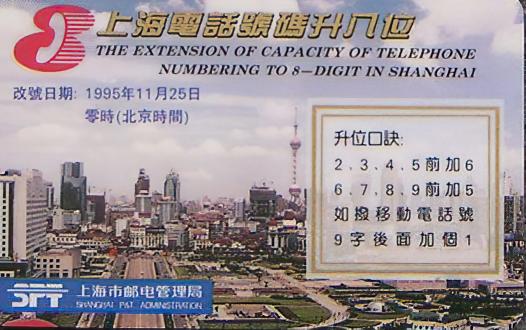 上海電話號碼升八位
THE EXTENSION OF CAPACITY OF TELEPHONE
NUMBERING TO 8—DIGIT IN SHANGHAI
改號日期: 1995年11月25日
零時(北京時間)
升位口訣:
2,3,4,5前加6
6,7,8,9前加5
如撥移動電話號
9字後面加個1
SPT 上海市邮电管理局
SHANGHAI P&T ADMINISTRATION